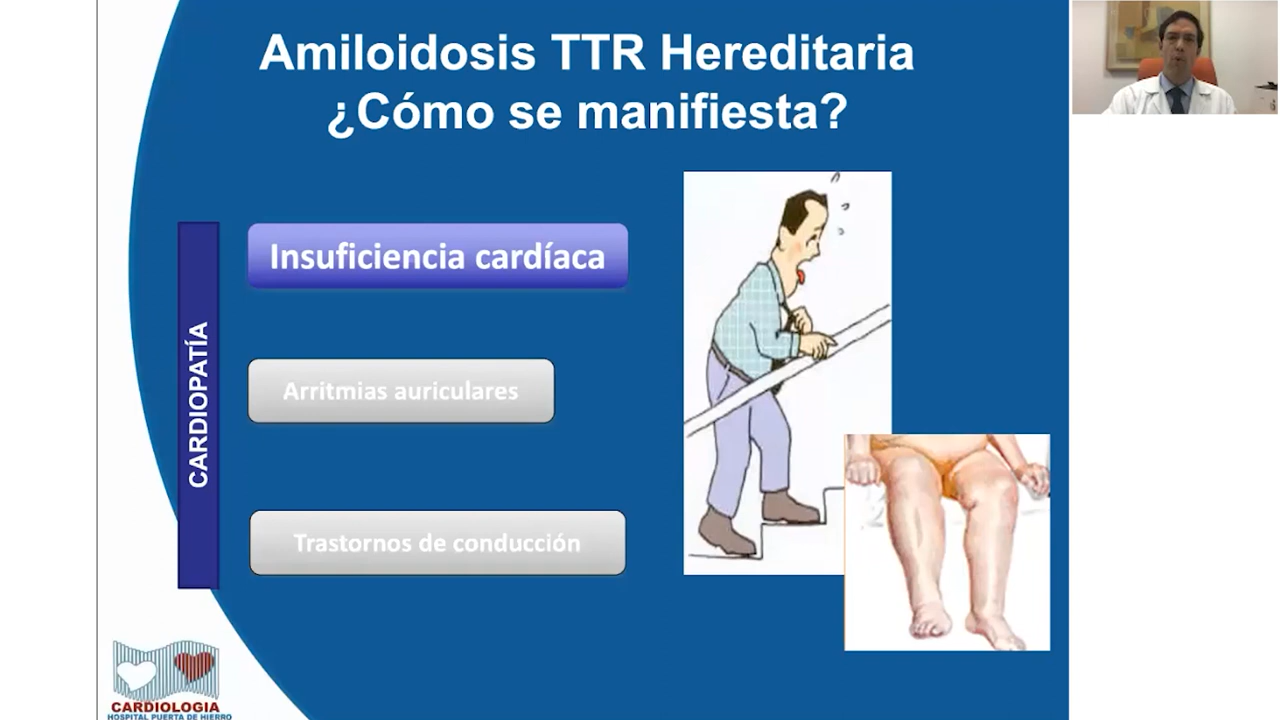 Amiloidosis TTR Hereditaria
¿Cómo se manifiesta?
CARDIOPATÍA
Insuficiencia cardíaca
Arritmias auriculares
Trastornos de conducción
CARDIOLOGIA
HOSPITAL PUERTA DE HIERRO